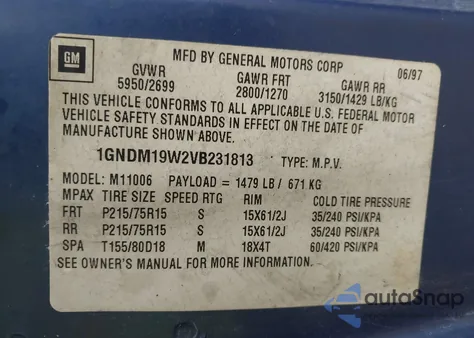 GM
MFD BY GENERAL MOTORS CORP 06/97
GVWR GAWR FRT GAWR RR
5950/2699 2800/1270 3150/1429 LB/KG
THIS VEHICLE CONFORMS TO ALL APPLICABLE U.S. FEDERAL MOTOR
VEHICLE SAFETY STANDARDS IN EFFECT ON THE DATE OF
MANUFACTURE SHOWN ABOVE.
1GNDM19W2VB231813 TYPE: M.P.V.
MODEL: M11006 PAYLOAD = 1479 LB / 671 KG
MPAX TIRE SIZE SPEED RTG RIM COLD TIRE PRESSURE
FRT P215/75R15 S 15X61/2J 35/240 PSI/KPA
RR P215/75R15 S 15X61/2J 35/240 PSI/KPA
SPA T155/80D18 M 18X4T 60/420 PSI/KPA
SEE OWNER'S MANUAL FOR MORE INFORMATION.
autoSnap